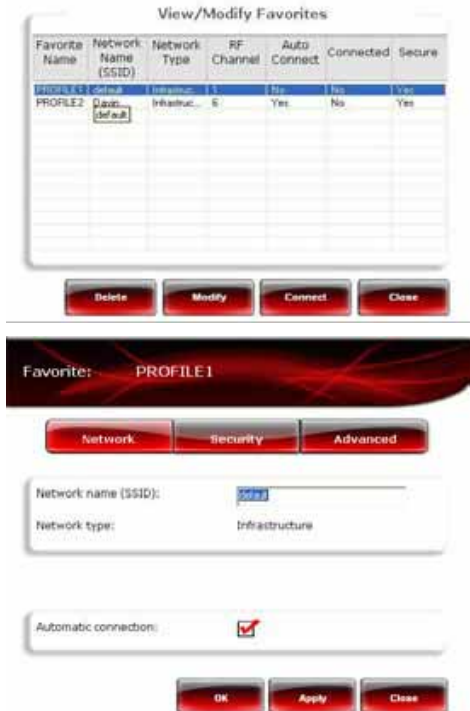 View/Modify Favorites
Favorite Name Network Name (SSID) Network Type RF Channel Auto Connect Connected Secure
PROFILE1 default Infrastruc... 1 No No Yes
PROFILE2 Davin... Infrastruc... 6 Yes No Yes
default
Delete Modify Connect Close
Favorite: PROFILE1
Network Security Advanced
Network name (SSID): default
Network type: Infrastructure
Automatic connection:
OK Apply Close